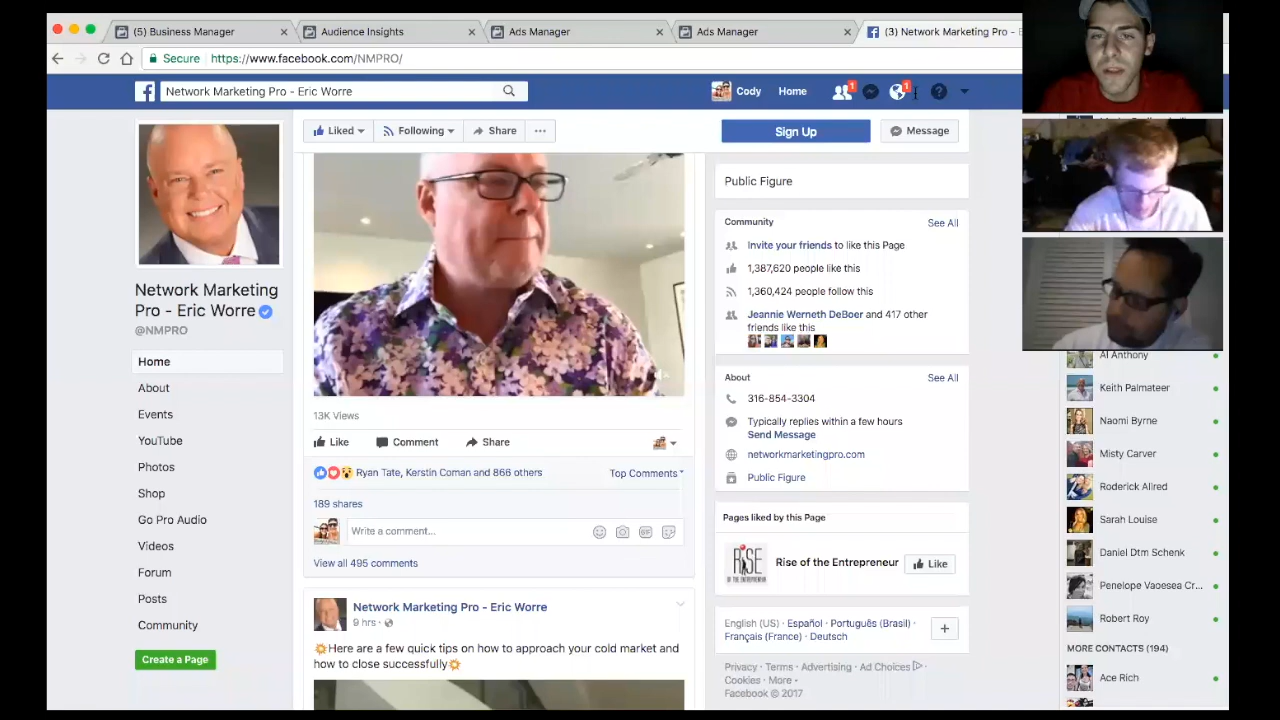 (5) Business Manager
Audience Insights
Ads Manager
Ads Manager
(3) Network Marketing Pro - E
Secure
https://www.facebook.com/NMPRO/
Network Marketing Pro - Eric Worre
Cody
Home
1
1
Liked
Following
Share
Sign Up
Message
Network Marketing
Pro - Eric Worre
@NMPRO
Home
About
Events
YouTube
Photos
Shop
Go Pro Audio
Videos
Forum
Posts
Community
Create a Page
13K Views
Like
Comment
Share
Ryan Tate, Kerstin Coman and 866 others
Top Comments
189 shares
Write a comment...
GIF
View all 495 comments
Network Marketing Pro - Eric Worre
9 hrs ·
Here are a few quick tips on how to approach your cold market and
how to close successfully
Public Figure
Community
See All
Invite your friends to like this Page
1,387,620 people like this
1,360,424 people follow this
Jeannie Werneth DeBoer and 417 other
friends like this
About
See All
316-854-3304
Typically replies within a few hours
Send Message
networkmarketingpro.com
Public Figure
Pages liked by this Page
RISE
OF THE ENTREPRENEUR
Rise of the Entrepreneur
Like
English (US) · Español · Português (Brasil) ·
Français (France) · Deutsch
Privacy · Terms · Advertising · Ad Choices ·
Cookies · More
Facebook © 2017
Al Anthony
Keith Palmateer
Naomi Byrne
Misty Carver
Roderick Allred
Sarah Louise
Daniel Dtm Schenk
Penelope Vaoesea Cr...
Robert Roy
MORE CONTACTS (194)
Ace Rich